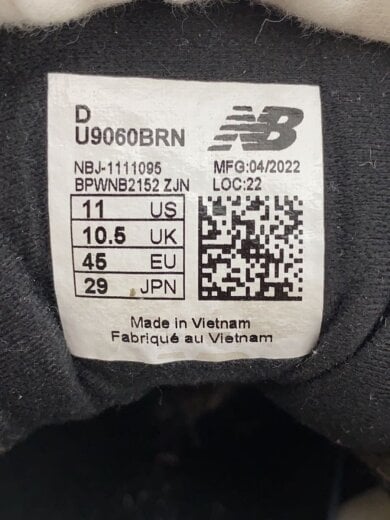 D
U9060BRN
NB
NBJ-1111095
MFG:04/2022
BPWNB2152 ZJN
LOC:22
11 US
10.5 UK
45 EU
29 JPN
Made in Vietnam
Fabriqué au Vietnam